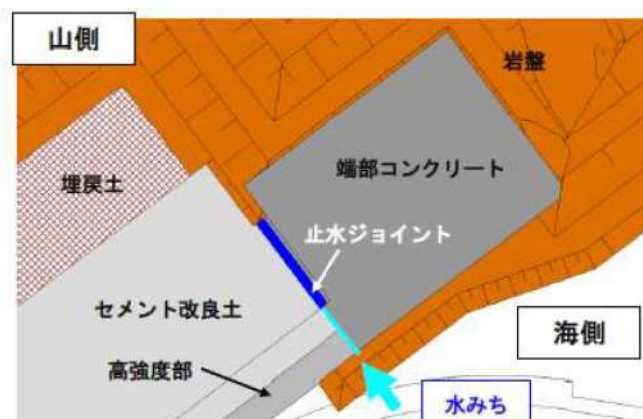 山側
岩盤
埋戻土
端部コンクリート
止水ジョイント
セメント改良土
海側
高強度部
水みち